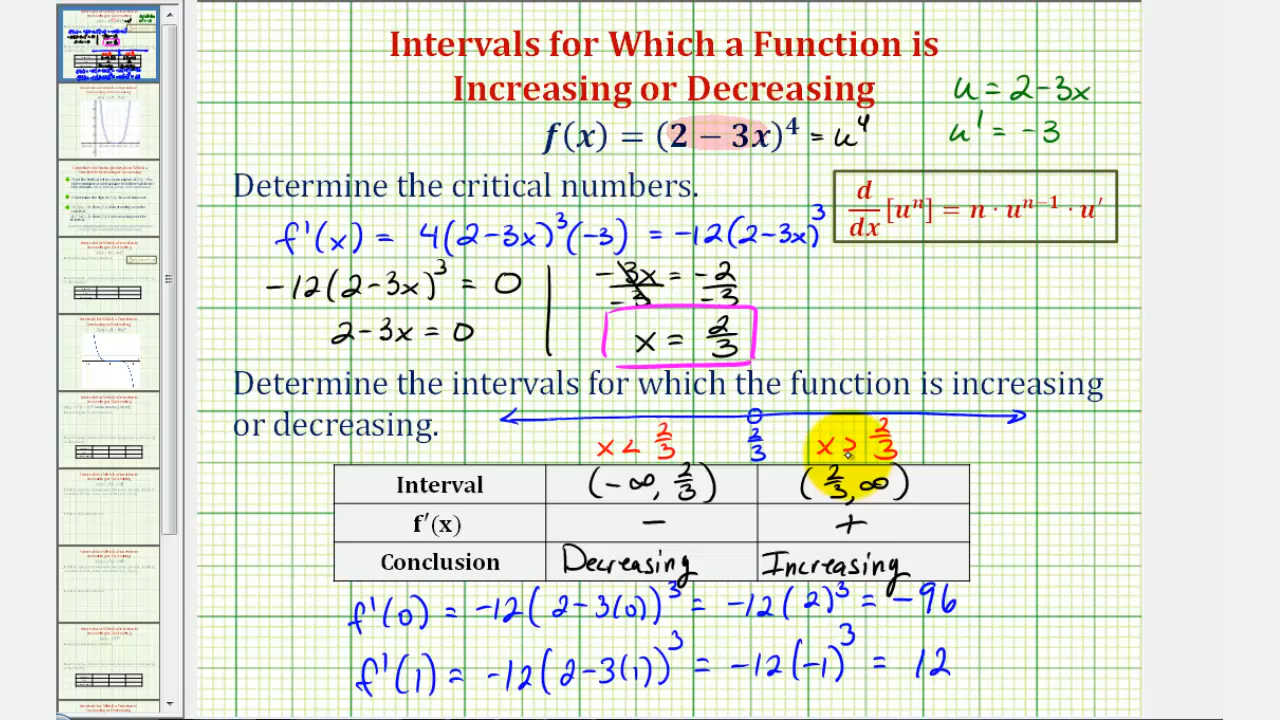 Intervals for Which a Function is
Increasing or Decreasing
f(x) = (2 − 3x)⁴ = u⁴
u = 2-3x
u' = -3
Determine the critical numbers.
d/dx [uⁿ] = n · uⁿ⁻¹ · u'
f'(x) = 4(2-3x)³(-3) = -12(2-3x)³
-12(2-3x)³ = 0
2-3x = 0
-3x/-3 = -2/-3
x = 2/3
Determine the intervals for which the function is increasing
or decreasing.
x < 2/3 2/3 x > 2/3
Interval (-∞, 2/3) (2/3, ∞)
f′(x) − +
Conclusion Decreasing Increasing
f'(0) = -12(2-3(0))³ = -12(2)³ = -96
f'(1) = -12(2-3(1))³ = -12(-1)³ = 12